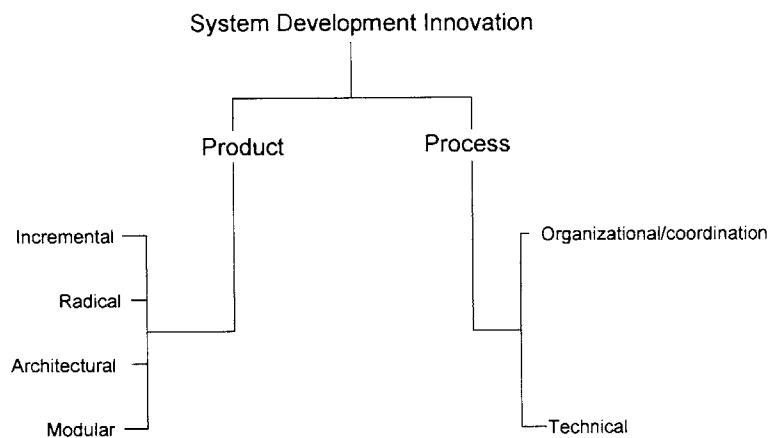 System Development Innovation
Product
Process
Incremental
Radical
Architectural
Modular
Organizational/coordination
Technical